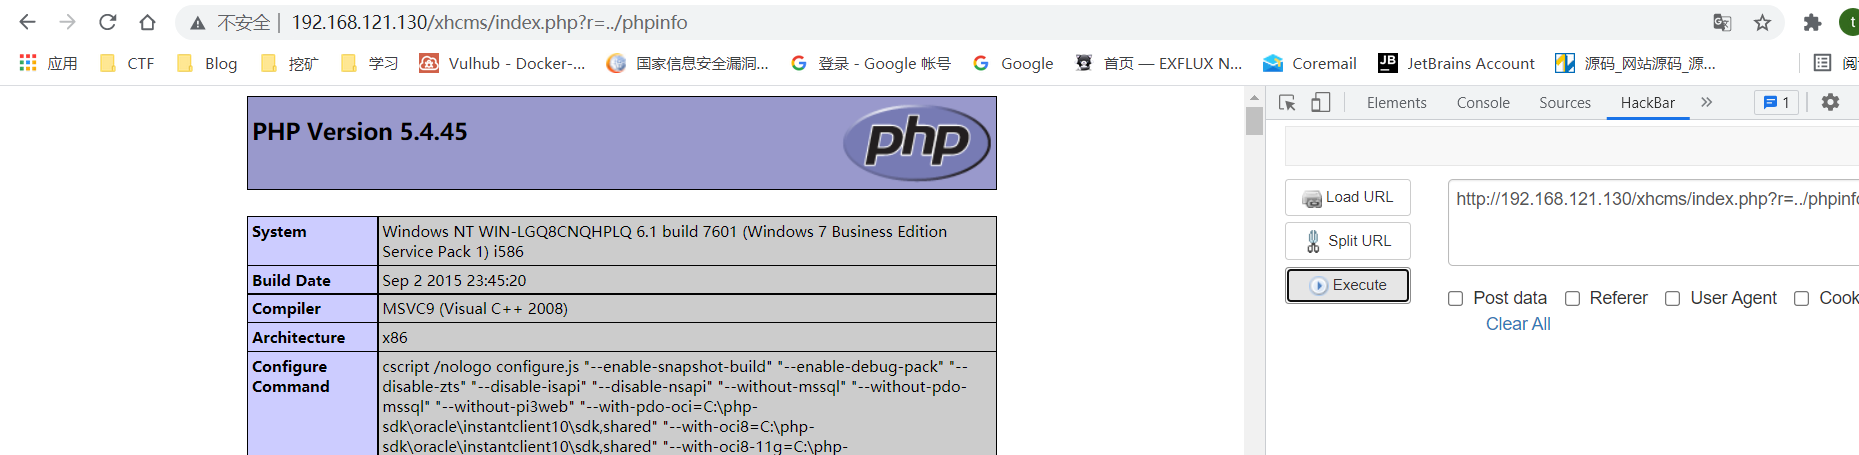 不安全 | 192.168.121.130/xhcms/index.php?r=../phpinfo
应用 CTF Blog 挖矿 学习 Vulhub - Docker-... 国家信息安全漏洞... 登录 - Google 帐号 Google 首页 — EXFLUX N... Coremail JetBrains Account 源码_网站源码_源...
Elements Console Sources HackBar » 1
PHP Version 5.4.45
php
System Windows NT WIN-LGQ8CNQHPLQ 6.1 build 7601 (Windows 7 Business Edition
Service Pack 1) i586
Build Date Sep 2 2015 23:45:20
Compiler MSVC9 (Visual C++ 2008)
Architecture x86
Configure
Command
cscript /nologo configure.js "--enable-snapshot-build" "--enable-debug-pack" "--
disable-zts" "--disable-isapi" "--disable-nsapi" "--without-mssql" "--without-pdo-
mssql" "--without-pi3web" "--with-pdo-oci=C:\php-
sdk\oracle\instantclient10\sdk,shared" "--with-oci8=C:\php-
sdk\oracle\instantclient10\sdk,shared" "--with-oci8-11g=C:\php-
Load URL
Split URL
Execute
http://192.168.121.130/xhcms/index.php?r=../phpinfo
Post data Referer User Agent Cook
Clear All